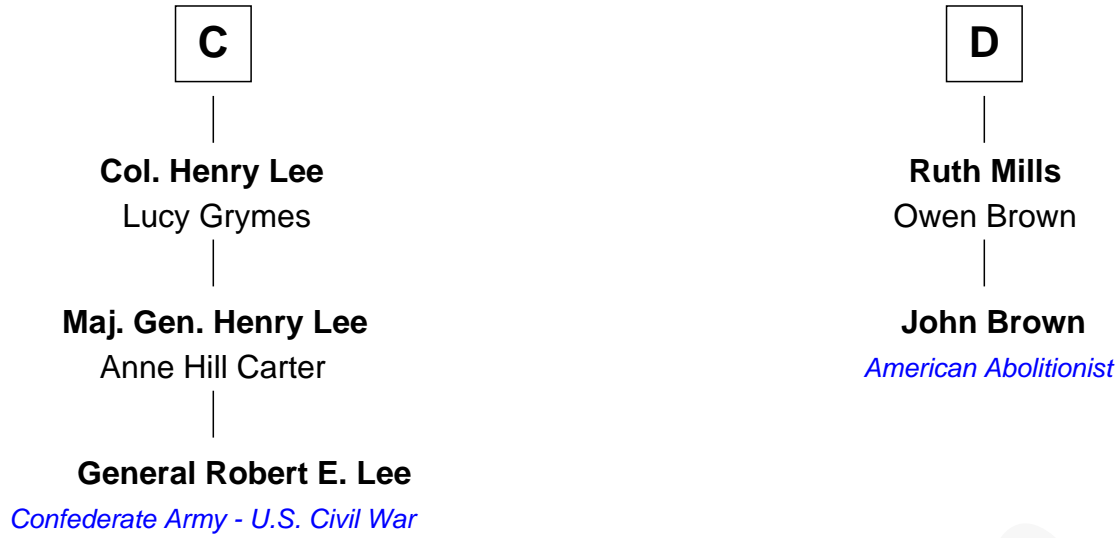 C
Col. Henry Lee
Lucy Grymes
Maj. Gen. Henry Lee
Anne Hill Carter
General Robert E. Lee
Confederate Army - U.S. Civil War
D
Ruth Mills
Owen Brown
John Brown
American Abolitionist